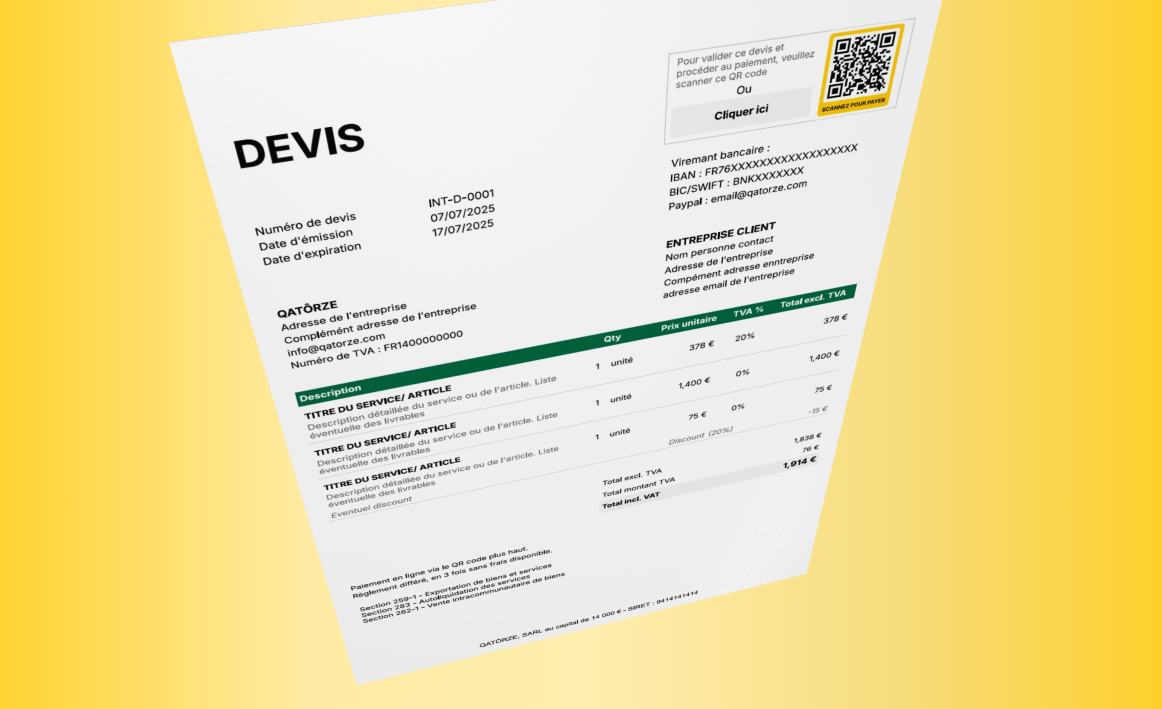 Pour valider ce devis et
procéder au paiement, veuillez
scanner ce QR code
Ou
Cliquer ici
SCANNEZ POUR PAYER
DEVIS
Viremant bancaire :
IBAN : FR76XXXXXXXXXXXXXXXXXXX
BIC/SWIFT : BNKXXXXXXX
Paypal : email@qatorze.com
Numéro de devis INT-D-0001
Date d'émission 07/07/2025
Date d'expiration 17/07/2025
ENTREPRISE CLIENT
Nom personne contact
Adresse de l'entreprise
Compément adresse enntreprise
adresse email de l'entreprise
QATÔRZE
Adresse de l'entreprise
Complémént adresse de l'entreprise
info@qatorze.com
Numéro de TVA : FR1400000000
Description Qty Prix unitaire TVA % Total excl. TVA
TITRE DU SERVICE/ ARTICLE 1 unité 378 € 20% 378 €
Description détaillée du service ou de l'article. Liste
éventuelle des livrables
TITRE DU SERVICE/ ARTICLE 1 unité 1,400 € 0% 1,400 €
Description détaillée du service ou de l'article. Liste
éventuelle des livrables
TITRE DU SERVICE/ ARTICLE 1 unité 75 € 0% 75 €
Description détaillée du service ou de l'article. Liste
éventuelle des livrables
Eventuel discount Discount (20%) -15 €
Total excl. TVA 1,838 €
Total montant TVA 76 €
Total incl. VAT 1,914 €
Paiement en ligne via le QR code plus haut.
Règlement différé, en 3 fois sans frais disponible.
Section 259-1 - Exportation de biens et services
Section 283 - Autoliquidation des services
Section 262-1 - Vente intracommunautaire de biens
QATÔRZE, SARL au capital de 14 000 € - SIRET : 9414141414